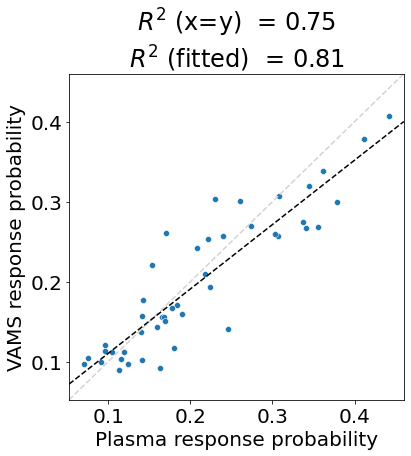 R² (x=y) = 0.75
R² (fitted) = 0.81
VAMS response probability
0.4
0.3
0.2
0.1
0.1 0.2 0.3 0.4
Plasma response probability